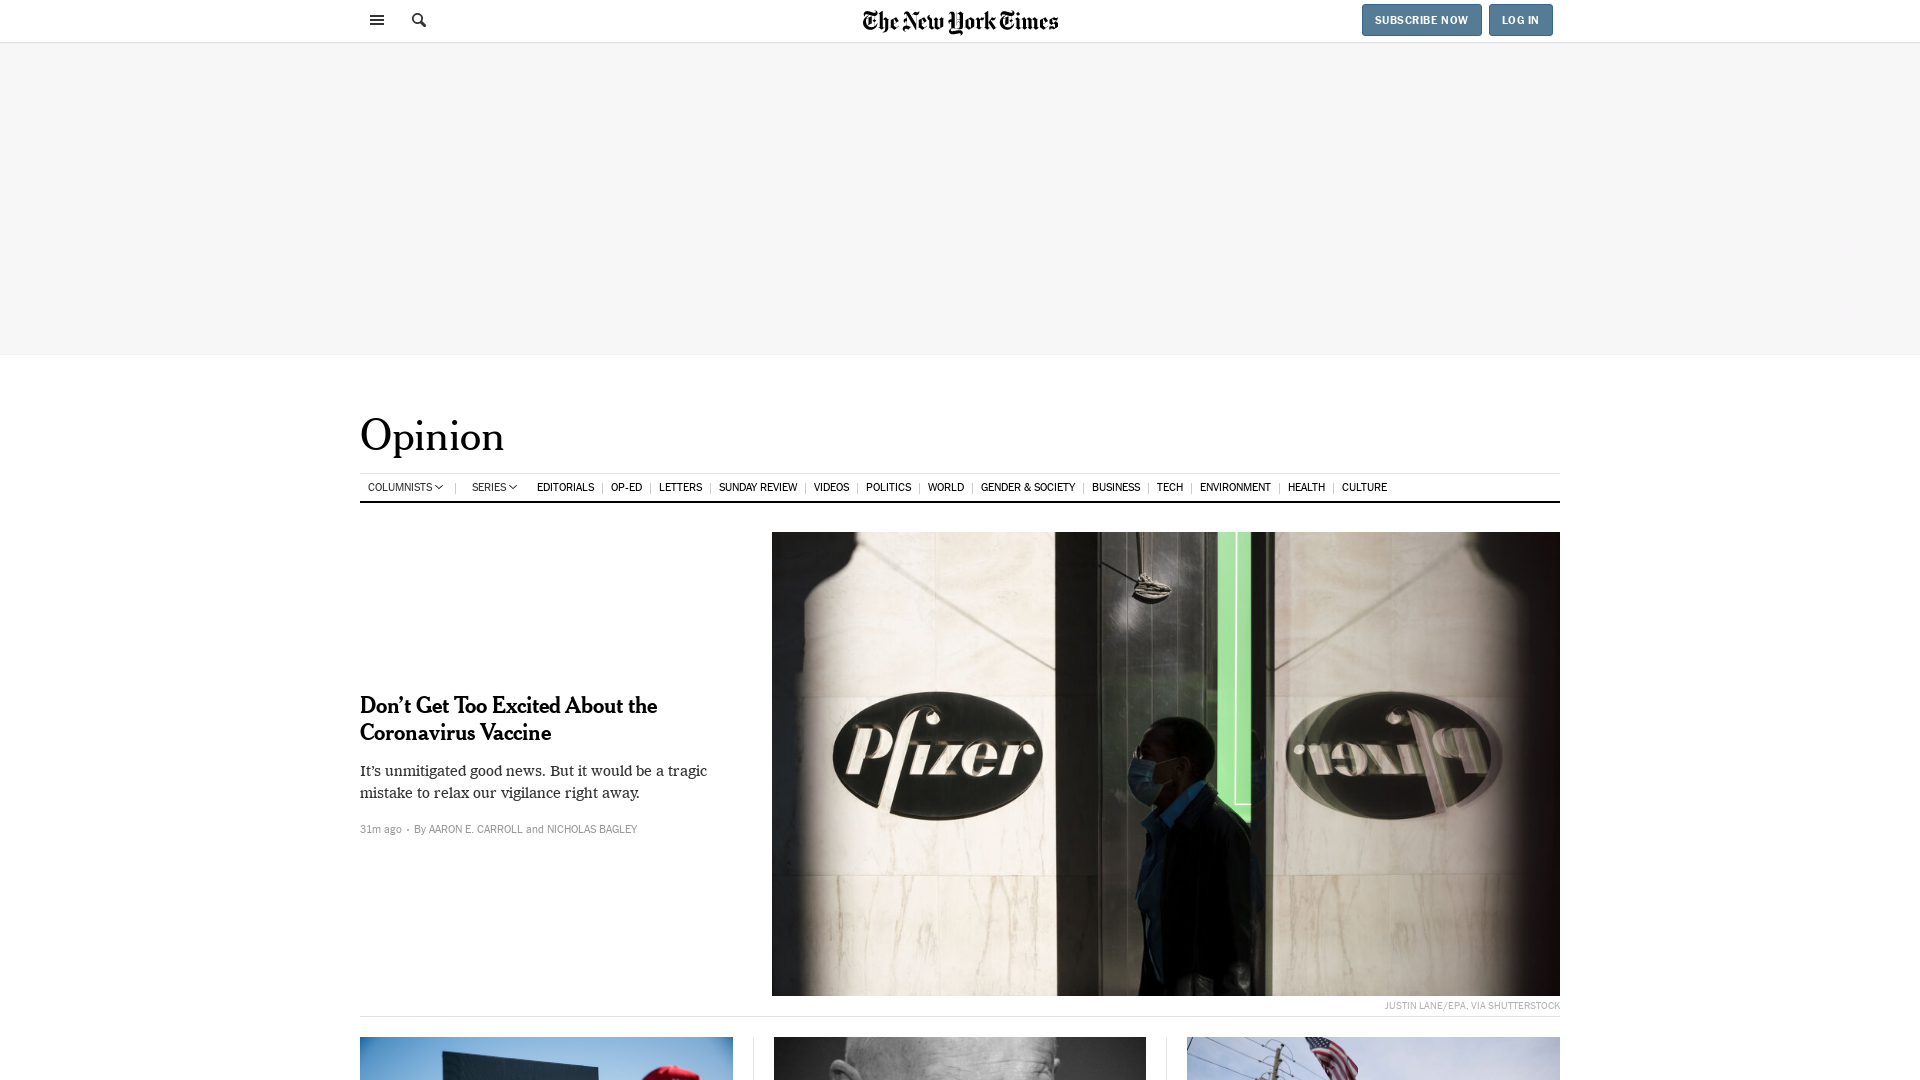 The New York Times
SUBSCRIBE NOW
LOG IN
Opinion
COLUMNISTS SERIES EDITORIALS OP-ED LETTERS SUNDAY REVIEW VIDEOS POLITICS WORLD GENDER & SOCIETY BUSINESS TECH ENVIRONMENT HEALTH CULTURE
Don’t Get Too Excited About the
Coronavirus Vaccine
It’s unmitigated good news. But it would be a tragic
mistake to relax our vigilance right away.
31m ago · By AARON E. CARROLL and NICHOLAS BAGLEY
Pfizer
Pfizer
JUSTIN LANE/EPA, VIA SHUTTERSTOCK